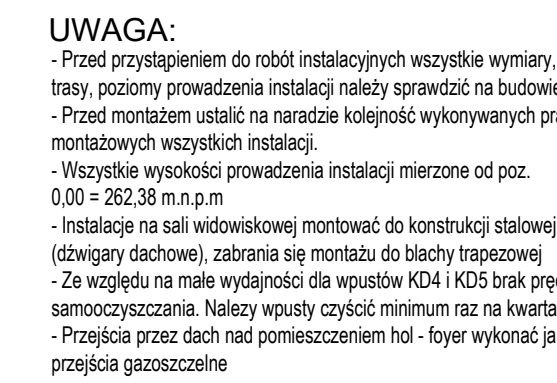 UWAGA:
- Przed przystąpieniem do robót instalacyjnych wszystkie wymiary,
trasy, poziomy prowadzenia instalacji należy sprawdzić na budowie
- Przed montażem ustalić na naradzie kolejność wykonywanych pra
montażowych wszystkich instalacji.
- Wszystkie wysokości prowadzenia instalacji mierzone od poz.
0,00 = 262,38 m.n.p.m
- Instalacje na sali widowiskowej montować do konstrukcji stalowej
(dźwigary dachowe), zabrania się montażu do blachy trapezowej
- Ze względu na małe wydajności dla wpustów KD4 i KD5 brak prę
samooczyszczania. Nalezy wpusty czyścić minimum raz na kwarta
- Przejścia przez dach nad pomieszczeniem hol - foyer wykonać ja
przejścia gazoszczelne